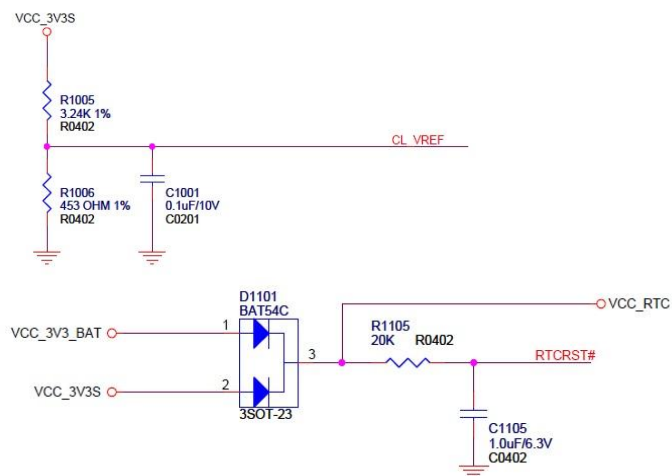 VCC_3V3S
R1005
3.24K 1%
R0402
CL_VREF
R1006
453 OHM 1%
R0402
C1001
0.1uF/10V
C0201
D1101
BAT54C
VCC_RTC
VCC_3V3_BAT
1
R1105
20K
R0402
3
RTCRST#
VCC_3V3S
2
3SOT-23
C1105
1.0uF/6.3V
C0402